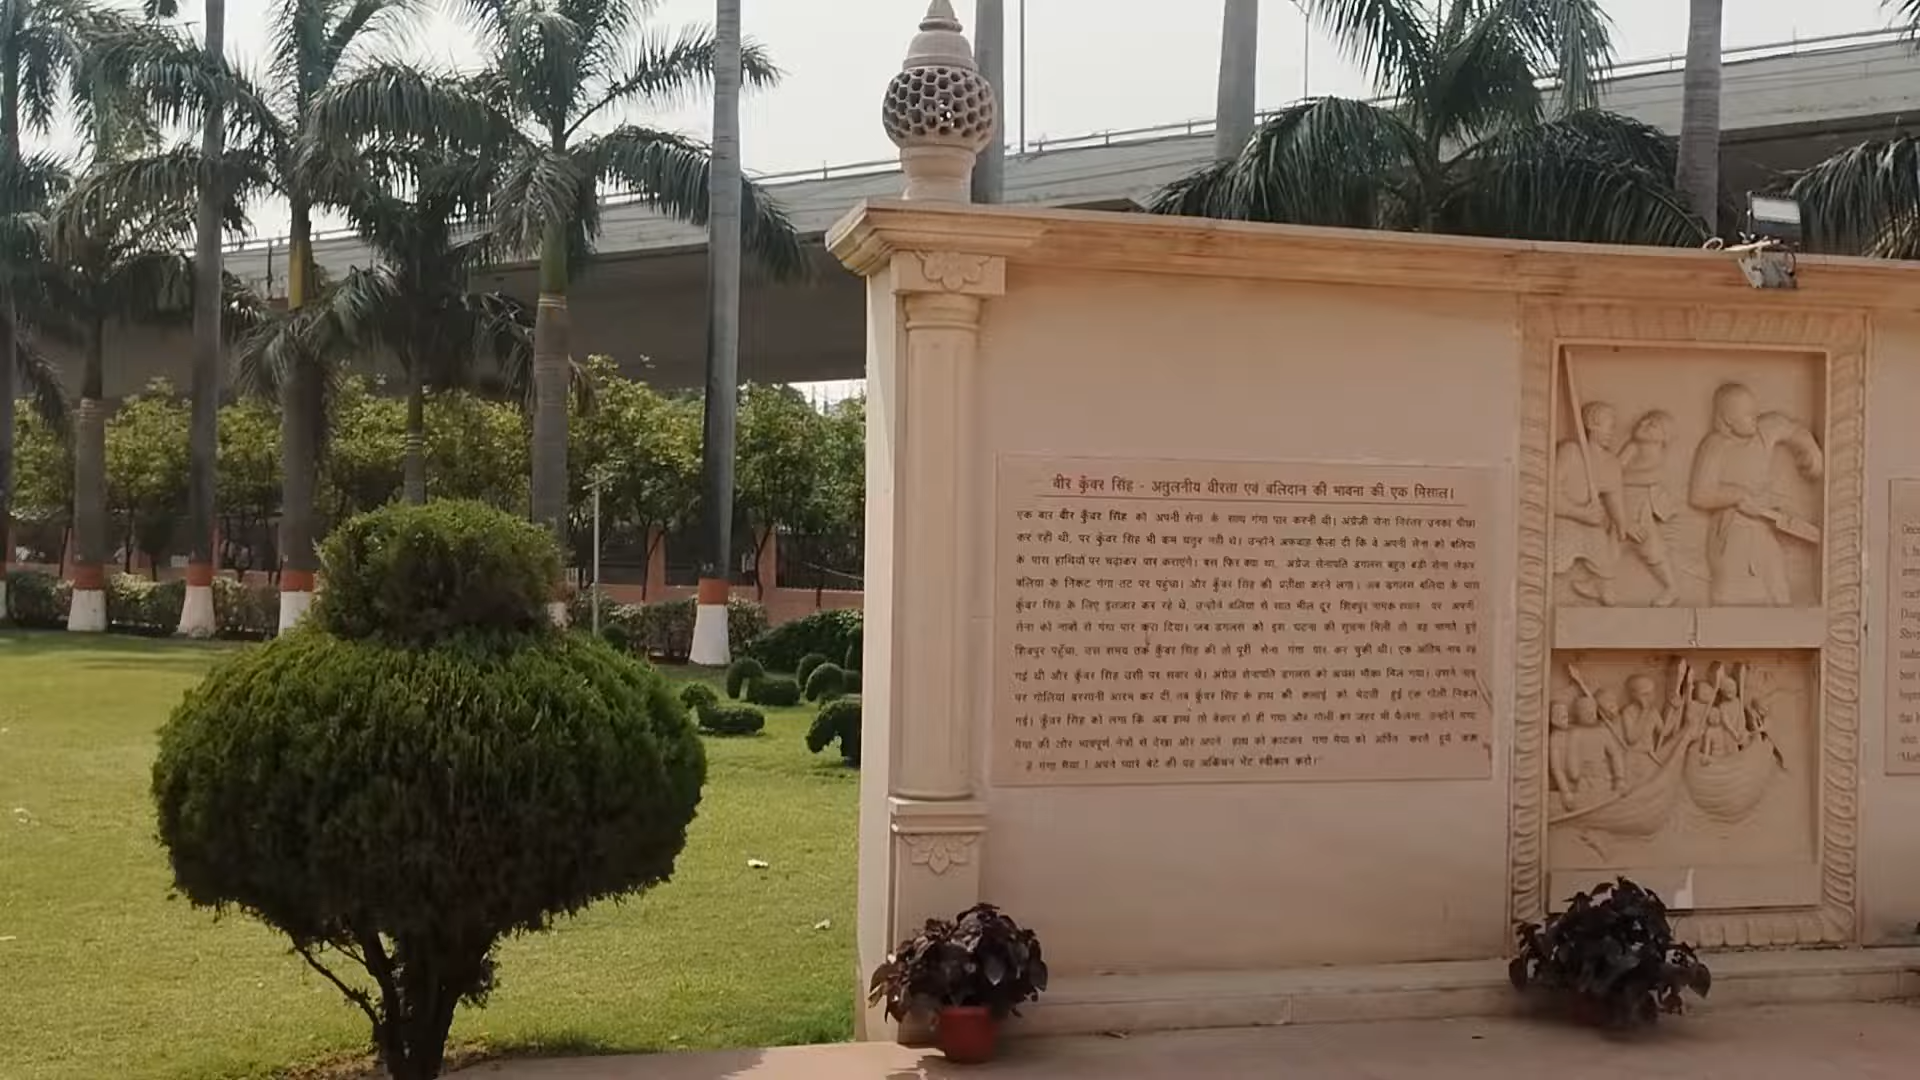 वीर कुँवर सिंह - अतुलनीय वीरता एवं बलिदान की भावना की एक मिसाल।
एक बार वीर कुँवर सिंह को अपनी सेना के साथ गंगा पार करनी थी। अंग्रेजी सेना निरंतर उनका पीछा
कर रही थी, पर कुँवर सिंह भी कम चतुर नहीं थे। उन्होंने अफवाह फैला दी कि वे अपनी सेना को बलिया
के पास हाथियों पर चढ़ाकर पार कराएंगे। बस फिर क्या था, अंग्रेज सेनापति डगलस बहुत बड़ी सेना लेकर
बलिया के निकट गंगा तट पर पहुंचा। और कुँवर सिंह की प्रतीक्षा करने लगा। जब डगलस बलिया के पास
कुँवर सिंह के लिए इंतजार कर रहे थे, उन्होंने बलिया से सात मील दूर शिवपुर नामक स्थान पर अपनी
सेना को नावों से गंगा पार करा दिया। जब डगलस को इस घटना की सूचना मिली तो वह भागते हुये
शिवपुर पहुँचा, उस समय तक कुँवर सिंह की तो पूरी सेना गंगा पार कर चुकी थी। एक अंतिम नाव रह
गई थी और कुँवर सिंह उसी पर सवार थे। अंग्रेज सेनापति डगलस को अच्छा मौका मिल गया। उसने नाव
पर गोलियां बरसानी आरम्भ कर दी, तब कुँवर सिंह के हाथ की कलाई को भेदती हुई एक गोली निकल
गई। कुँवर सिंह को लगा कि अब हाथ तो बेकार हो ही गया और गोली का जहर भी फैलेगा, उन्होंने गंगा
मैया की ओर भावपूर्ण नेत्रों से देखा और अपने हाथ को काटकर गंगा मैया को अर्पित करते हुये कहा
" हे गंगा मैया ! अपने प्यारे बेटे की यह अकिंचन भेंट स्वीकार करो।"